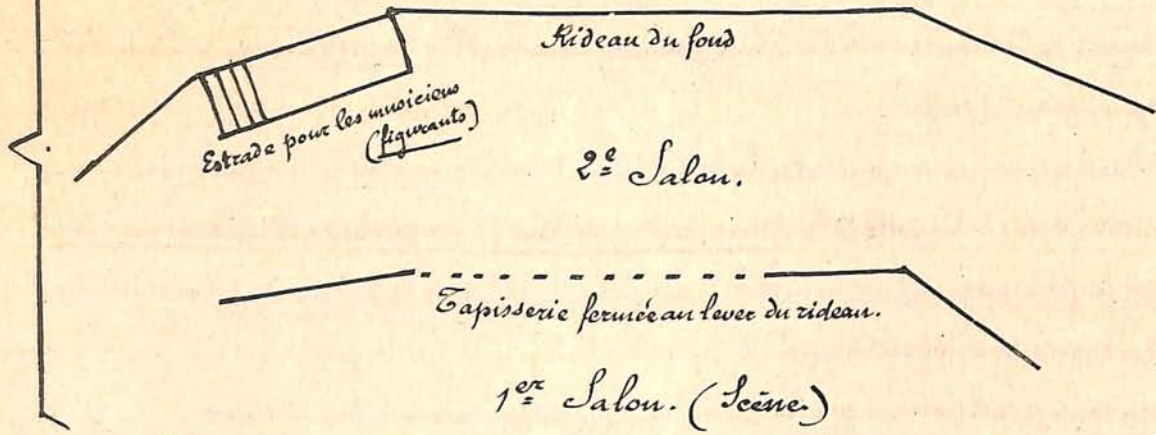 Rideau du fond
Estrade pour les musiciens
(figurants)
2e Salon.
Tapisserie fermée au lever du rideau.
1er Salon. (Scène)